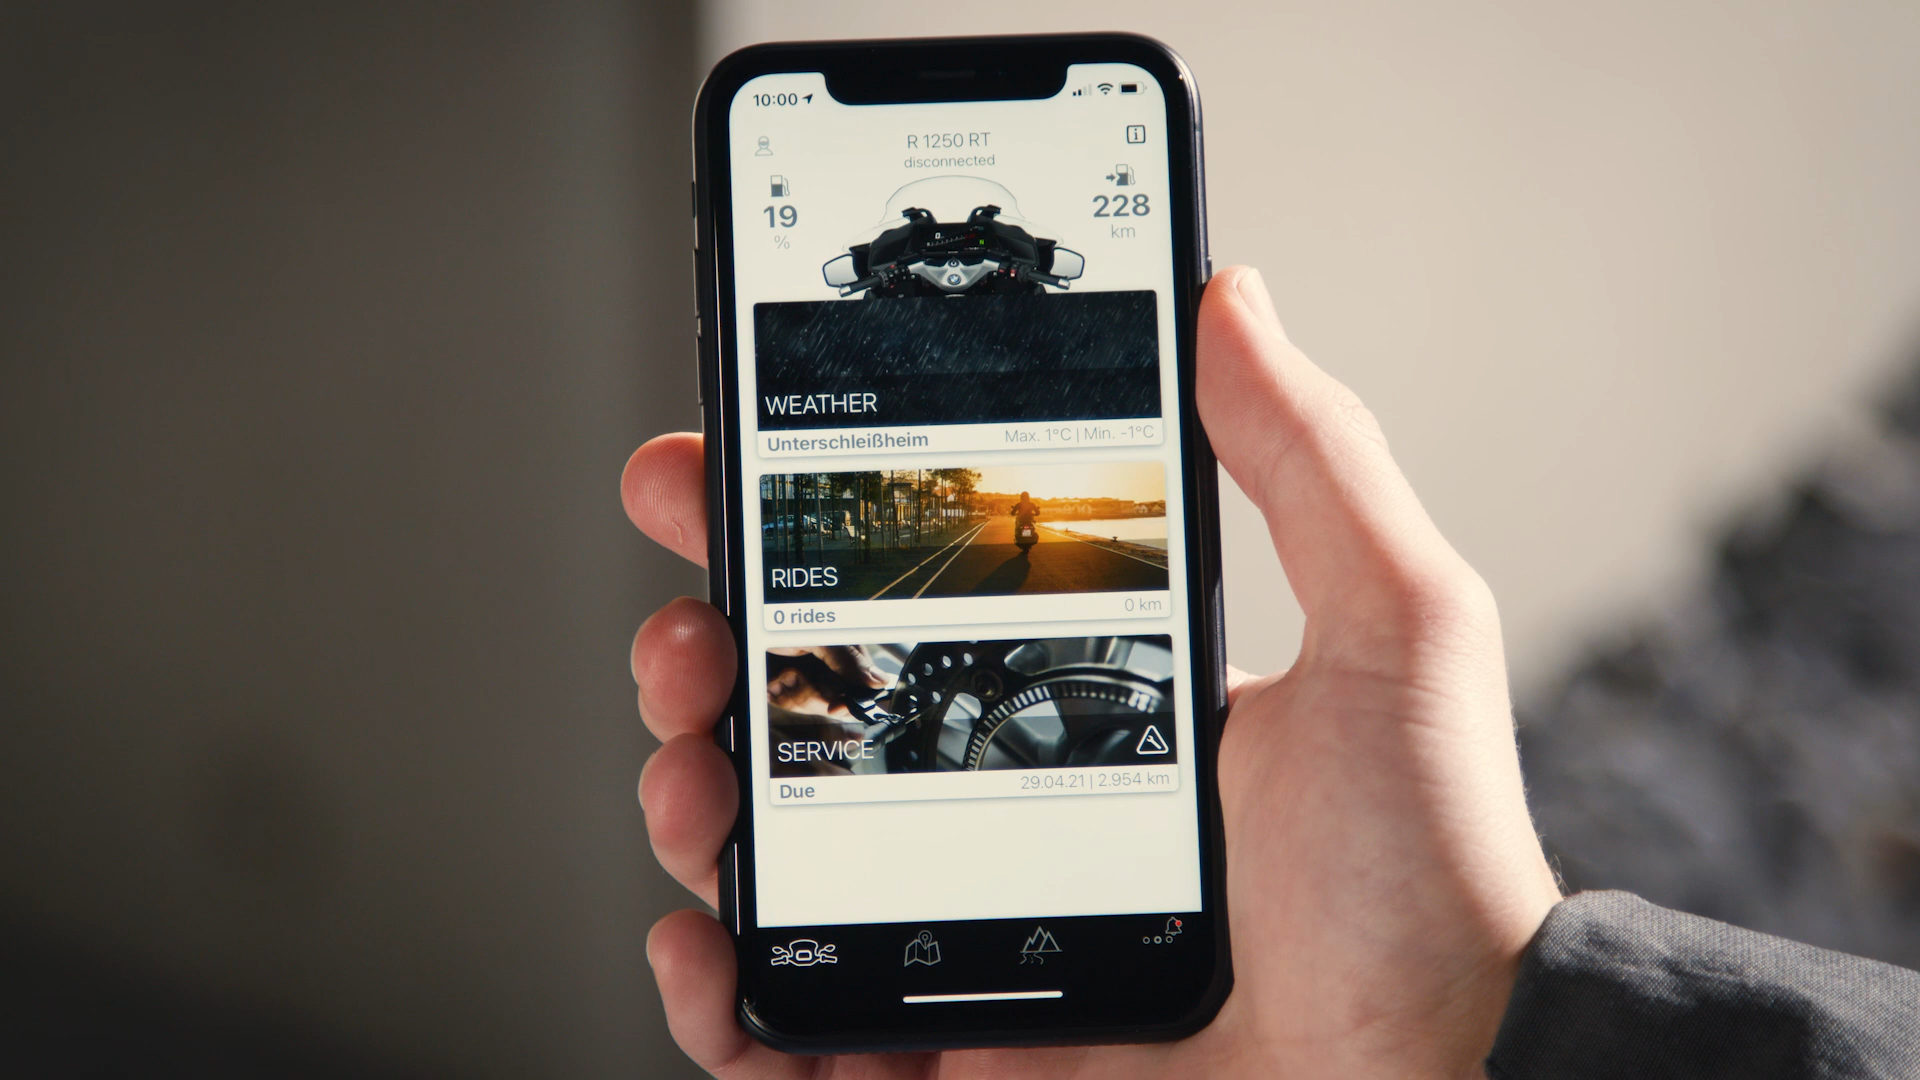 10:00
R 1250 RT
disconnected
19
%
228
km
WEATHER
Unterschleißheim
Max. 1°C | Min. -1°C
RIDES
0 rides
0 km
SERVICE
Due
29.04.21 | 2.954 km